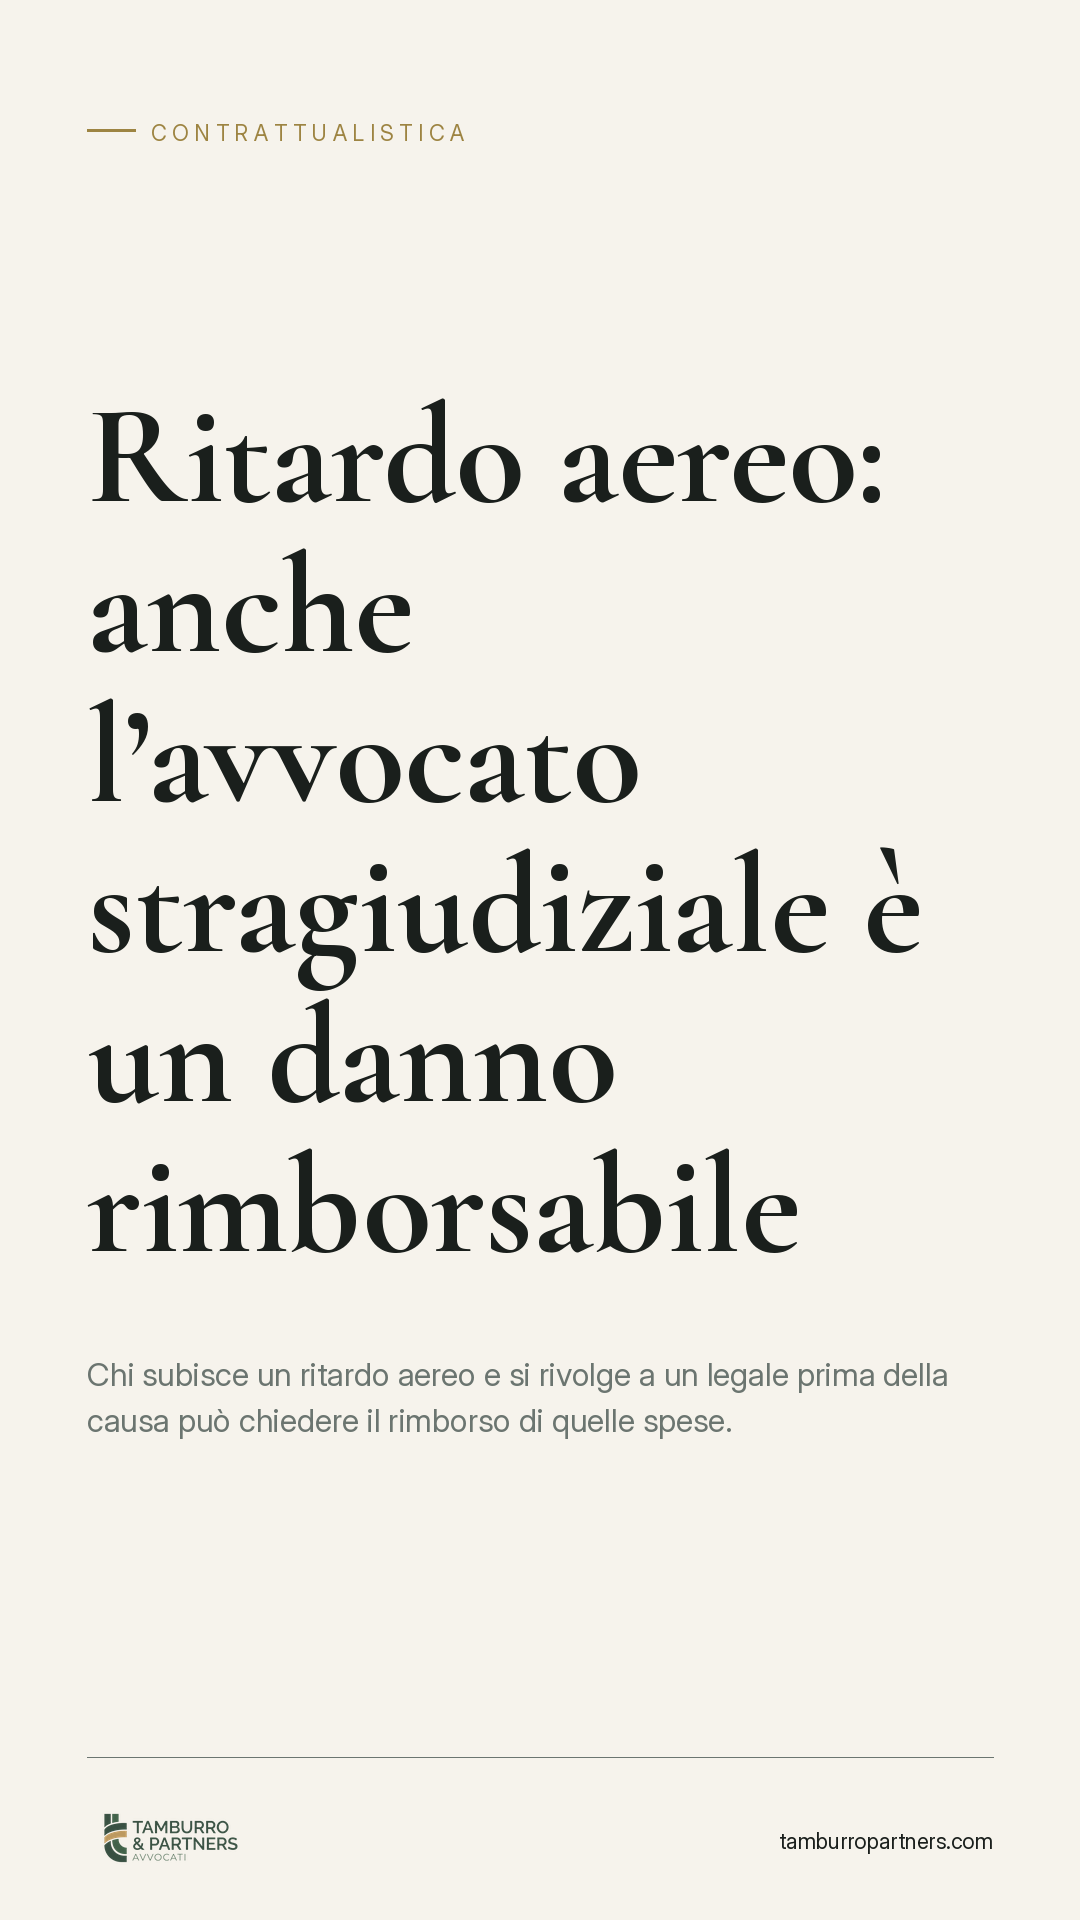 CONTRATTUALISTICA
Ritardo aereo:
anche
l’avvocato
stragiudiziale è
un danno
rimborsabile
Chi subisce un ritardo aereo e si rivolge a un legale prima della
causa può chiedere il rimborso di quelle spese.
TAMBURRO
& PARTNERS
AVVOCATI
tamburropartners.com